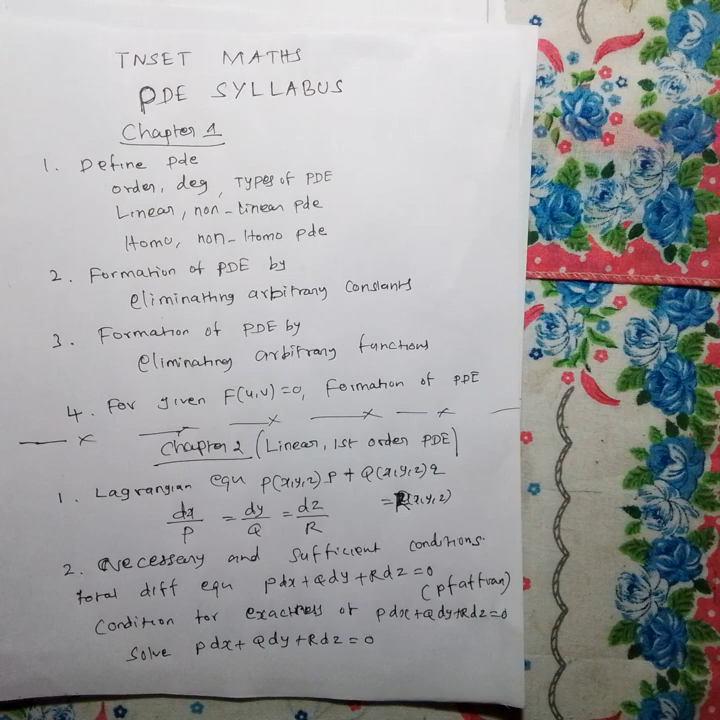 TNSET MATHS
PDE SYLLABUS
Chapter 1
1. Define pde
order, deg, Types of PDE
Linear, non-linear pde
Homo, non-Homo pde
2. Formation of PDE by
eliminating arbitrary constants
3. Formation of PDE by
eliminating arbitrary functions
4. For given F(u,v)=0, Formation of PDE
Chapter 2 (Linear, 1st order PDE)
1. Lagrangian equ P(x,y,z)p + Q(x,y,z)q
= R(x,y,z)
dx/P = dy/Q = dz/R
2. Necessary and sufficient conditions.
total diff equ Pdx+Qdy+Rdz=0
(pfaffian)
Condition for exactness of Pdx+Qdy+Rdz=0
Solve Pdx+Qdy+Rdz=0